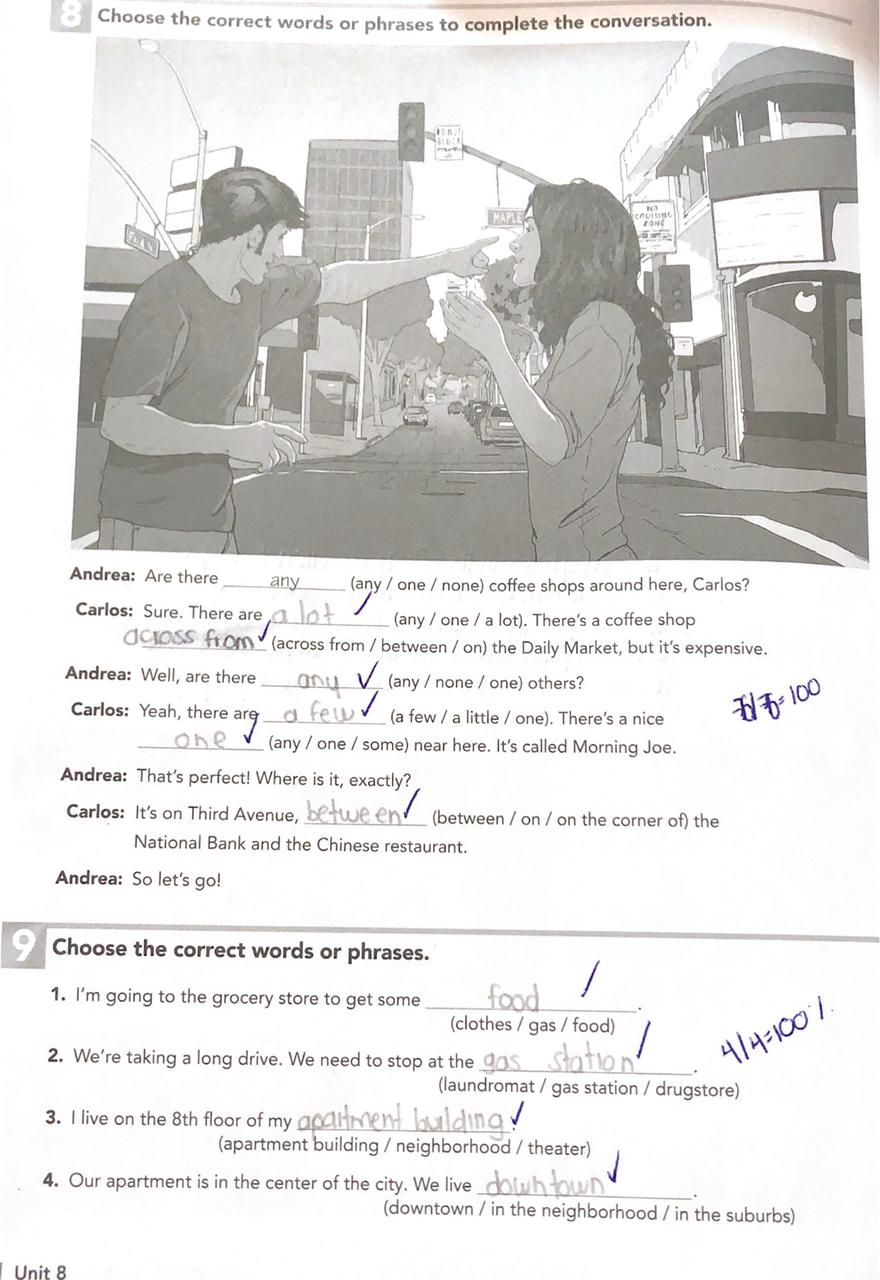 8 Choose the correct words or phrases to complete the conversation.
DO NOT BLOCK
MAPLE
NO CRUISING ZONE
Andrea: Are there any (any / one / none) coffee shops around here, Carlos?
Carlos: Sure. There are a lot (any / one / a lot). There's a coffee shop
across from (across from / between / on) the Daily Market, but it's expensive.
Andrea: Well, are there any (any / none / one) others?
Carlos: Yeah, there are a few (a few / a little / one). There's a nice
one (any / one / some) near here. It's called Morning Joe.
=100
Andrea: That's perfect! Where is it, exactly?
Carlos: It's on Third Avenue, between (between / on / on the corner of) the
National Bank and the Chinese restaurant.
Andrea: So let's go!
9 Choose the correct words or phrases.
1. I'm going to the grocery store to get some food.
(clothes / gas / food)
4/4=100%
2. We're taking a long drive. We need to stop at the gas station.
(laundromat / gas station / drugstore)
3. I live on the 8th floor of my apartment building.
(apartment building / neighborhood / theater)
4. Our apartment is in the center of the city. We live downtown.
(downtown / in the neighborhood / in the suburbs)
Unit 8